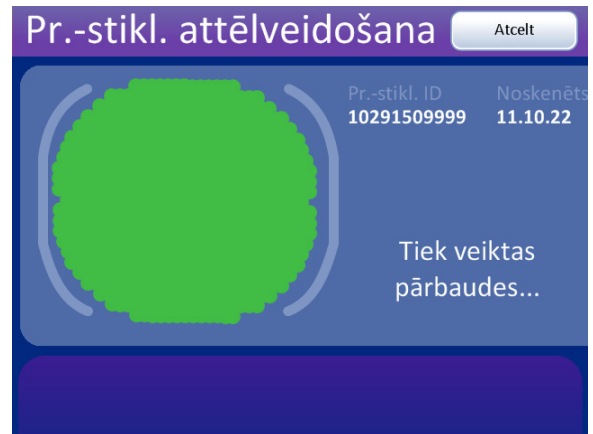 Pr.-stikl. attēlveidošana
Atcelt
Pr.-stikl. ID
Noskenēts
10291509999
11.10.22
Tiek veiktas
pārbaudes...